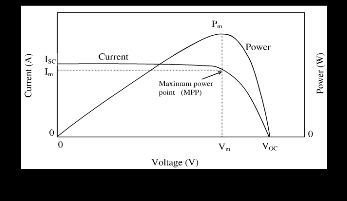 Pm
ISC
Current
Power
Im
Current (A)
Power (W)
Maximum power
point (MPP)
0
0
0
Vm
VOC
Voltage (V)